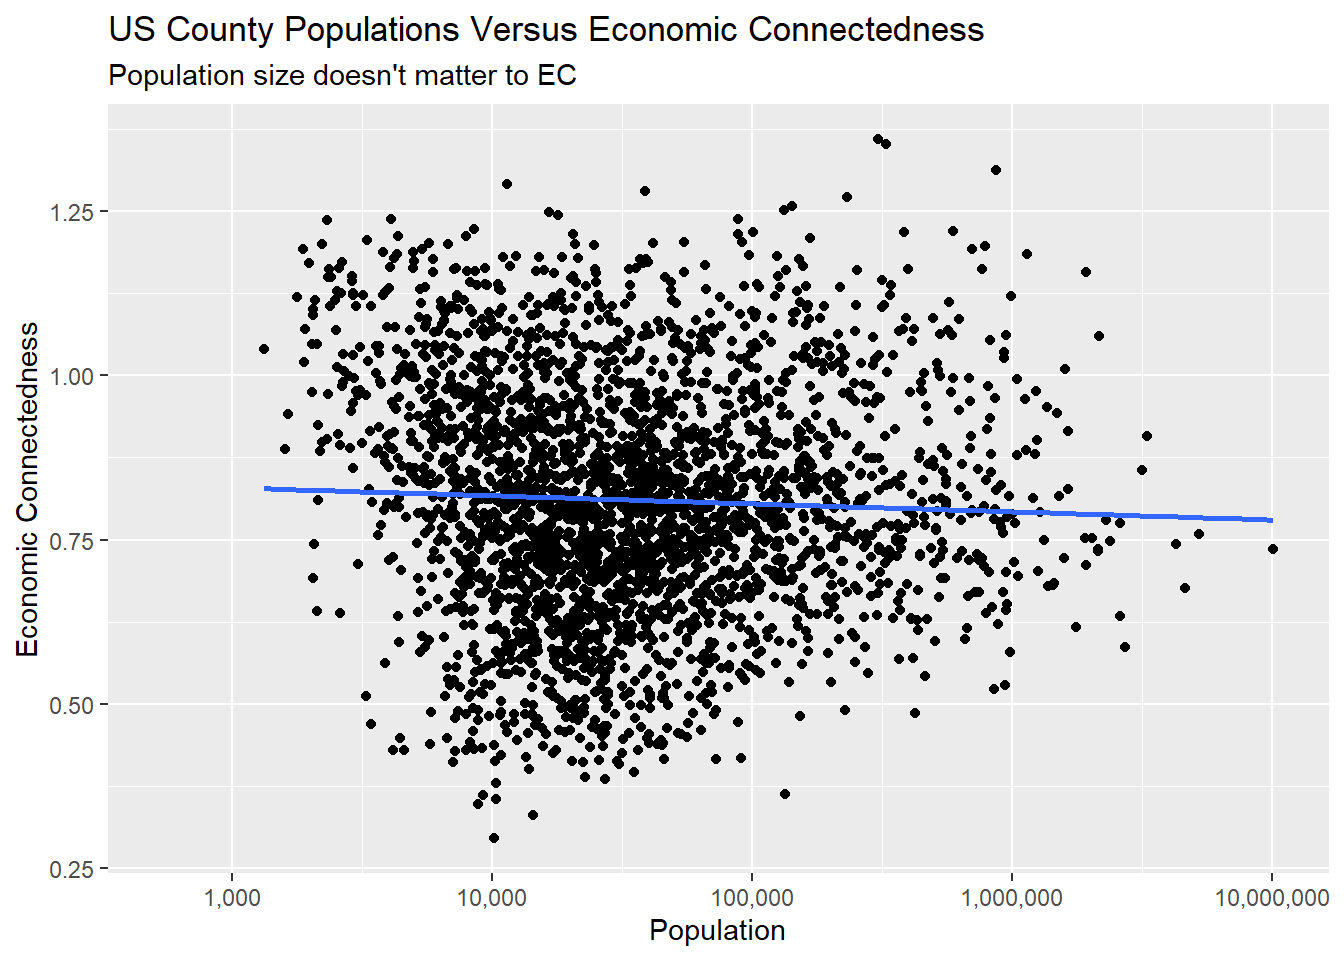 US County Populations Versus Economic Connectedness
Population size doesn't matter to EC
Economic Connectedness
1.25
1.00
0.75
0.50
0.25
1,000 10,000 100,000 1,000,000 10,000,000
Population